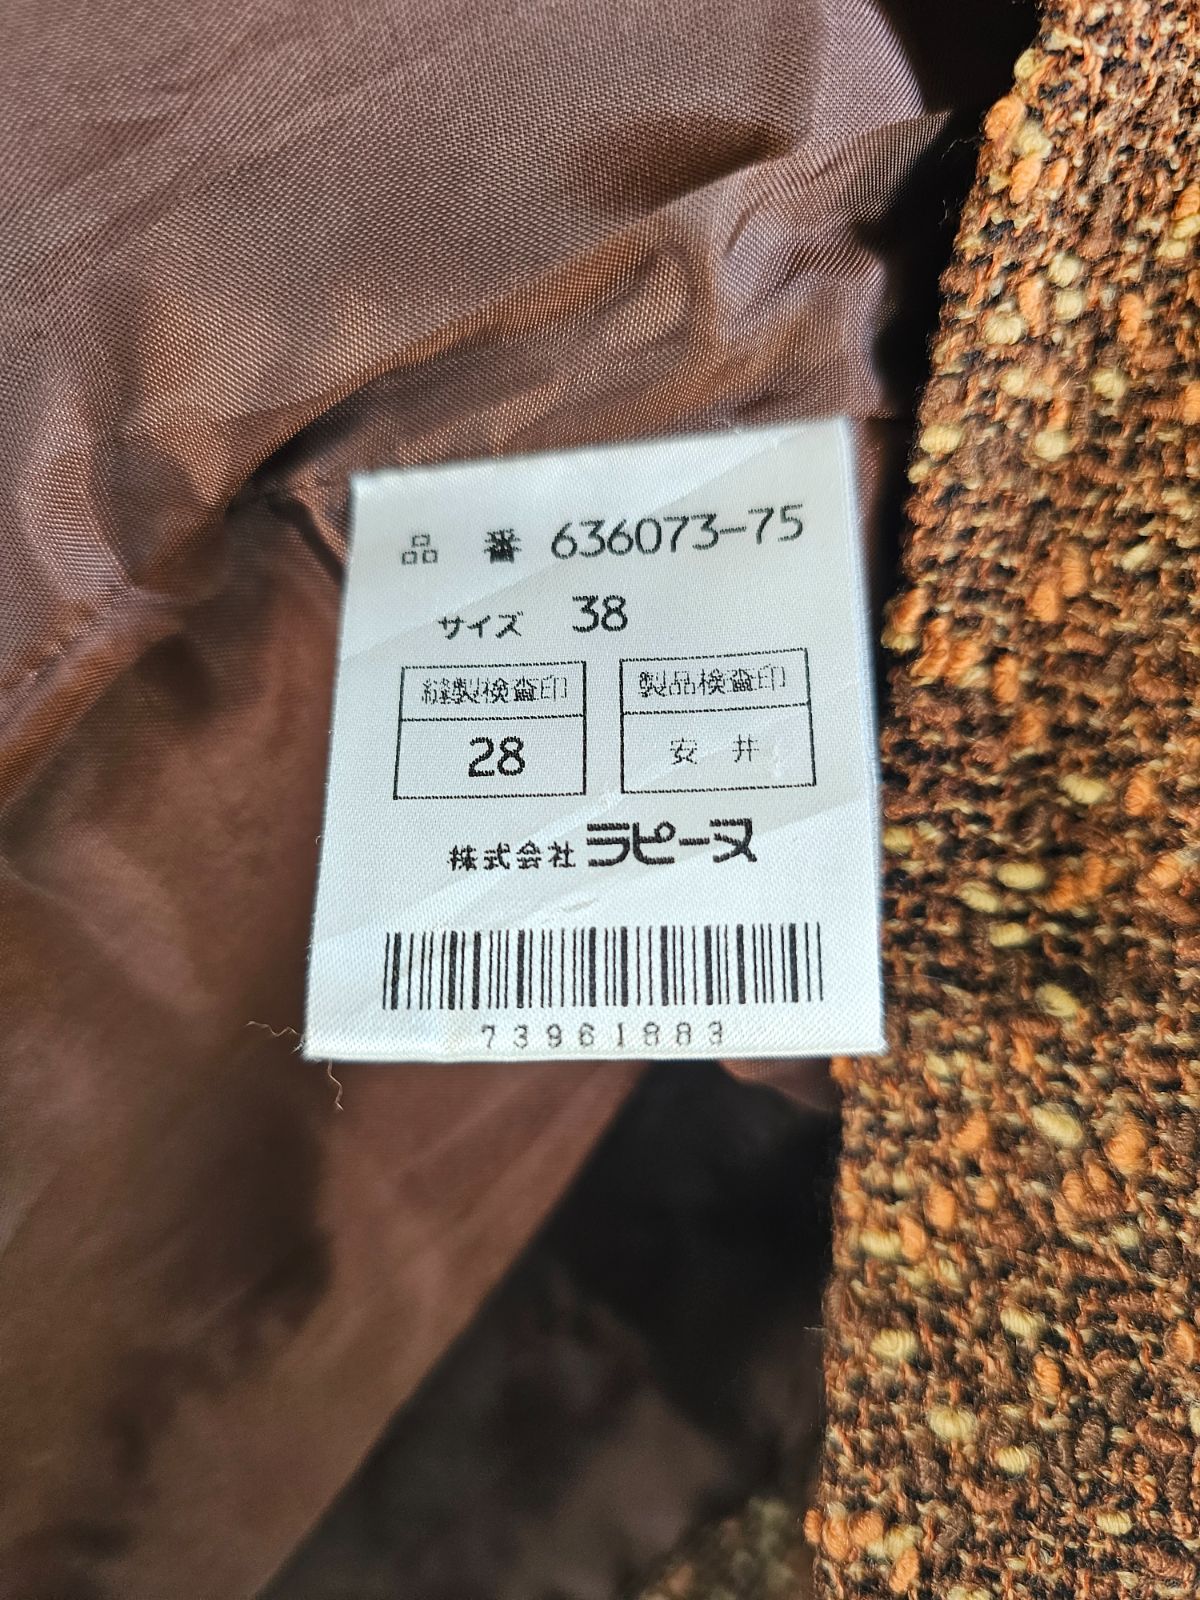 品 番 636073-75
サイズ 38
縫製検査印 製品検査印
28 安 井
株式会社 ラピーヌ
73961883